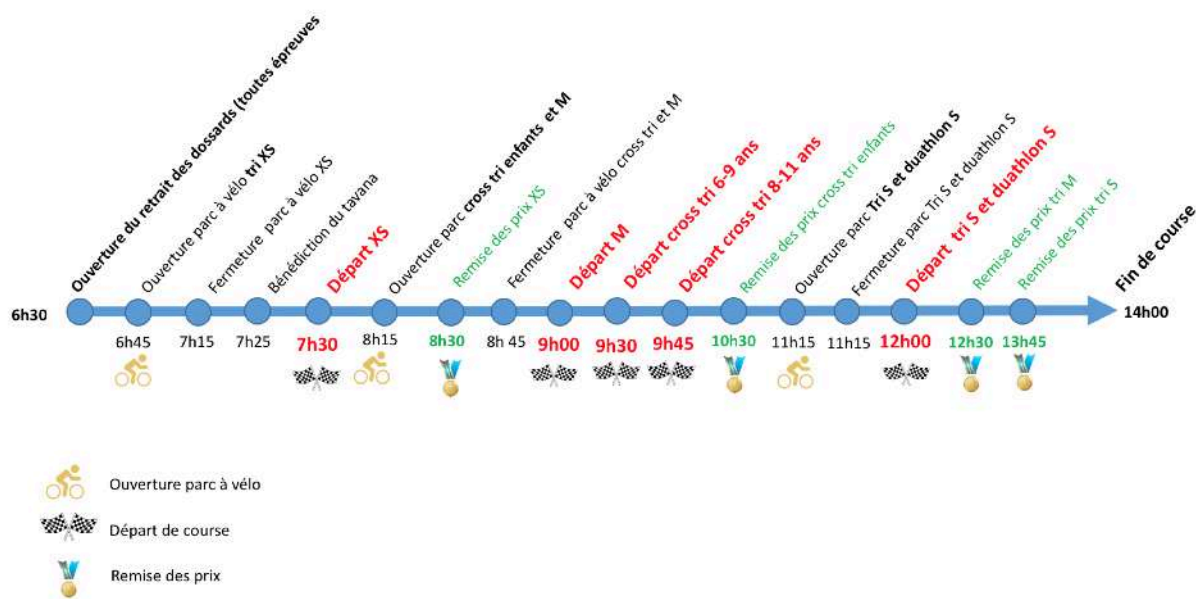 Ouverture du retrait des dossards (toutes épreuves
Ouverture parc à vélo tri XS
Fermeture parc à vélo XS
Bénédiction du tavana
Départ XS
Ouverture parc cross tri enfants et M
Remise des prix XS
Fermeture parc à vélo cross tri et M
Départ M
Départ cross tri 6-9 ans
Départ cross tri 8-11 ans
Remise des prix cross tri enfants
Ouverture parc Tri S et duathlon S
Fermeture parc Tri S et duathlon S
Départ tri S et duathlon S
Remise des prix tri M
Remise des prix tri S
Fin de course
6h30
14h00
6h45
7h15
7h25
7h30
8h15
8h30
8h 45
9h00
9h30
9h45
10h30
11h15
11h15
12h00
12h30
13h45
Ouverture parc à vélo
Départ de course
Remise des prix